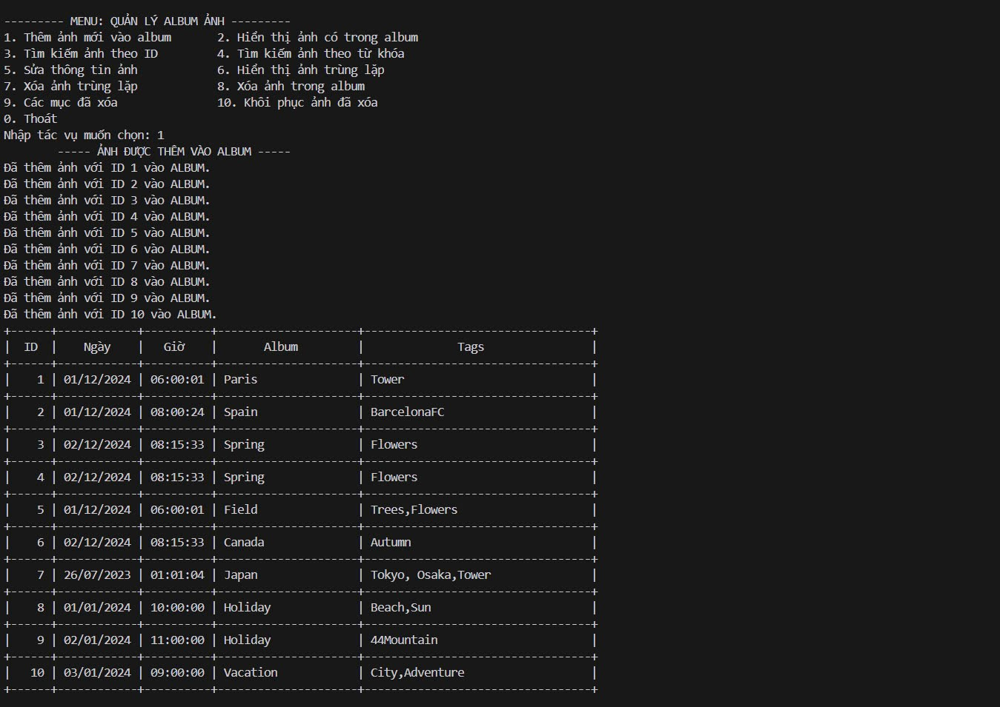 --------- MENU: QUẢN LÝ ALBUM ẢNH ---------
1. Thêm ảnh mới vào album       2. Hiển thị ảnh có trong album
3. Tìm kiếm ảnh theo ID         4. Tìm kiếm ảnh theo từ khóa
5. Sửa thông tin ảnh            6. Hiển thị ảnh trùng lặp
7. Xóa ảnh trùng lặp            8. Xóa ảnh trong album
9. Các mục đã xóa               10. Khôi phục ảnh đã xóa
0. Thoát
Nhập tác vụ muốn chọn: 1
        ----- ẢNH ĐƯỢC THÊM VÀO ALBUM -----
Đã thêm ảnh với ID 1 vào ALBUM.
Đã thêm ảnh với ID 2 vào ALBUM.
Đã thêm ảnh với ID 3 vào ALBUM.
Đã thêm ảnh với ID 4 vào ALBUM.
Đã thêm ảnh với ID 5 vào ALBUM.
Đã thêm ảnh với ID 6 vào ALBUM.
Đã thêm ảnh với ID 7 vào ALBUM.
Đã thêm ảnh với ID 8 vào ALBUM.
Đã thêm ảnh với ID 9 vào ALBUM.
Đã thêm ảnh với ID 10 vào ALBUM.
+------+------------+----------+---------------------+----------------------------------+
|  ID  |    Ngày    |   Giờ    |       Album         |              Tags                |
+------+------------+----------+---------------------+----------------------------------+
|    1 | 01/12/2024 | 06:00:01 | Paris               | Tower                            |
+------+------------+----------+---------------------+----------------------------------+
|    2 | 01/12/2024 | 08:00:24 | Spain               | BarcelonaFC                      |
+------+------------+----------+---------------------+----------------------------------+
|    3 | 02/12/2024 | 08:15:33 | Spring              | Flowers                          |
+------+------------+----------+---------------------+----------------------------------+
|    4 | 02/12/2024 | 08:15:33 | Spring              | Flowers                          |
+------+------------+----------+---------------------+----------------------------------+
|    5 | 01/12/2024 | 06:00:01 | Field               | Trees,Flowers                    |
+------+------------+----------+---------------------+----------------------------------+
|    6 | 02/12/2024 | 08:15:33 | Canada              | Autumn                           |
+------+------------+----------+---------------------+----------------------------------+
|    7 | 26/07/2023 | 01:01:04 | Japan               | Tokyo, Osaka,Tower               |
+------+------------+----------+---------------------+----------------------------------+
|    8 | 01/01/2024 | 10:00:00 | Holiday             | Beach,Sun                        |
+------+------------+----------+---------------------+----------------------------------+
|    9 | 02/01/2024 | 11:00:00 | Holiday             | 44Mountain                       |
+------+------------+----------+---------------------+----------------------------------+
|   10 | 03/01/2024 | 09:00:00 | Vacation            | City,Adventure                   |
+------+------------+----------+---------------------+----------------------------------+